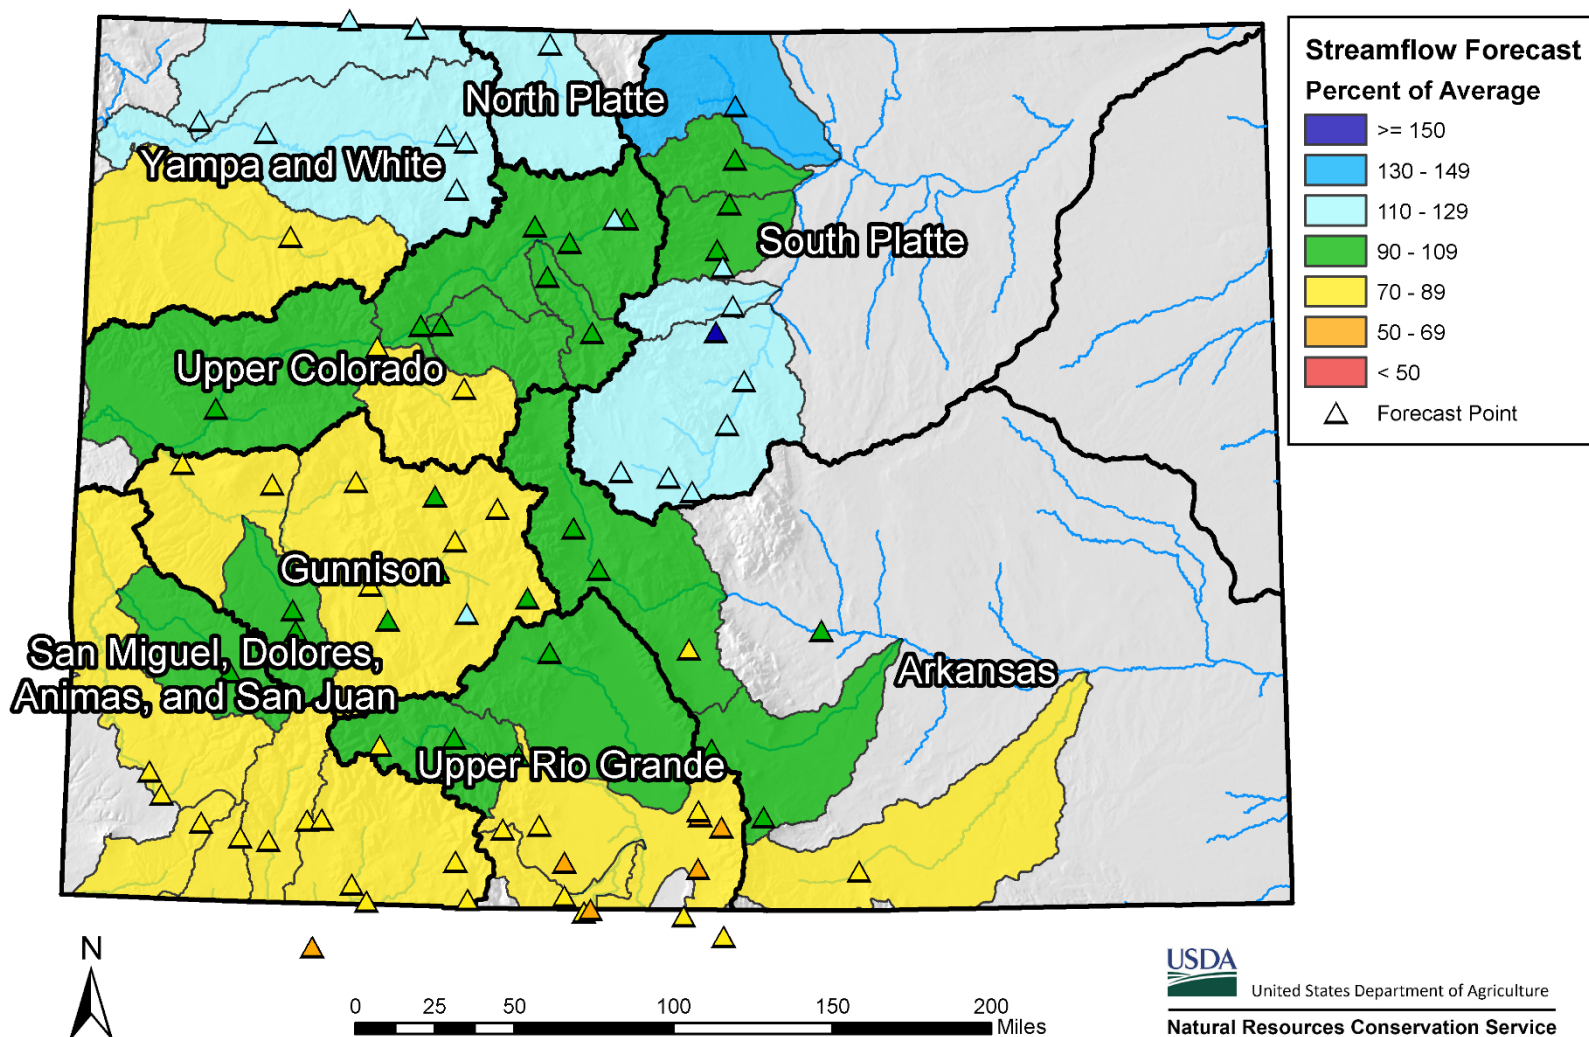 North Platte
Yampa and White
South Platte
Upper Colorado
Gunnison
San Miguel, Dolores,
Animas, and San Juan
Arkansas
Upper Rio Grande
Streamflow Forecast
Percent of Average
>= 150
130 - 149
110 - 129
90 - 109
70 - 89
50 - 69
< 50
Forecast Point
N
0 25 50 100 150 200
Miles
USDA
United States Department of Agriculture
Natural Resources Conservation Service